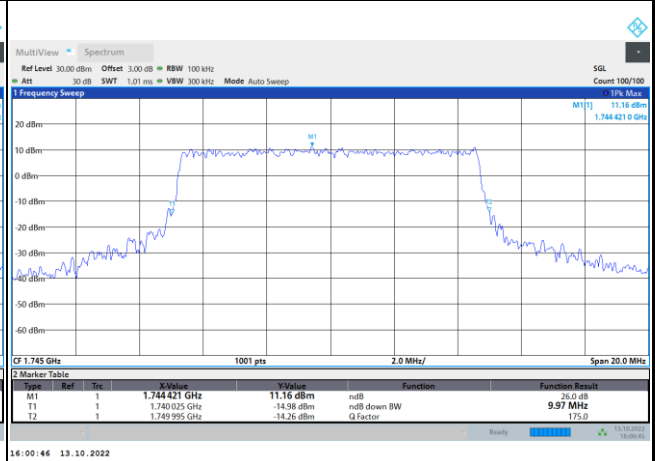 MultiView Spectrum
Ref Level 30.00 dBm Offset 3.00 dB RBW 100 kHz SGL
Att 30 dB SWT 1.01 ms VBW 300 kHz Mode Auto Sweep Count 100/100
1 Frequency Sweep 1Pk Max
M1[1] 11.16 dBm
1.744 421 0 GHz
20 dBm
M1
10 dBm
0 dBm
-10 dBm
T1 T2
-20 dBm
-30 dBm
-40 dBm
-50 dBm
-60 dBm
CF 1.745 GHz 1001 pts 2.0 MHz/ Span 20.0 MHz
2 Marker Table
Type Ref Trc X-Value Y-Value Function Function Result
M1 1 1.744 421 GHz 11.16 dBm ndB 26.0 dB
T1 1 1.740 025 GHz -14.98 dBm ndB down BW 9.97 MHz
T2 1 1.749 995 GHz -14.26 dBm Q Factor 175.0
Ready 13.10.2022
16:00:45
16:00:46 13.10.2022